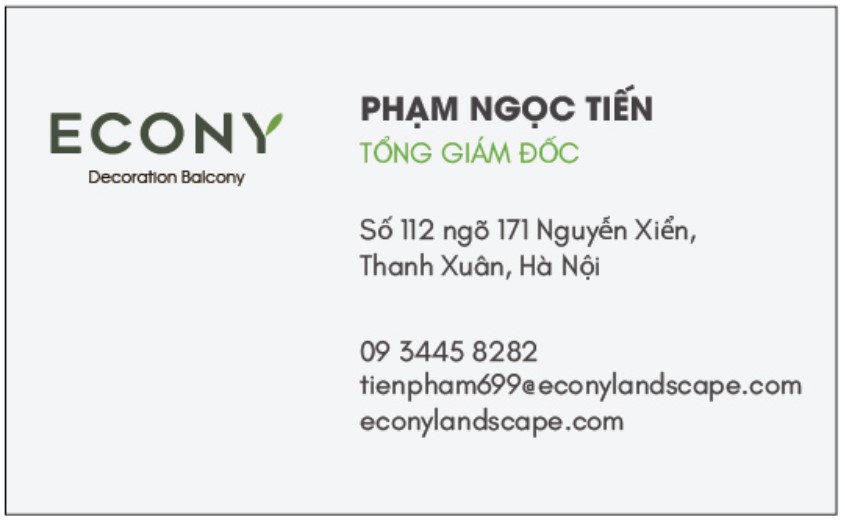 ECONY
Decoration Balcony
PHẠM NGỌC TIẾN
TỔNG GIÁM ĐỐC
Số 112 ngõ 171 Nguyễn Xiển,
Thanh Xuân, Hà Nội
09 3445 8282
tienpham699@econylandscape.com
econylandscape.com